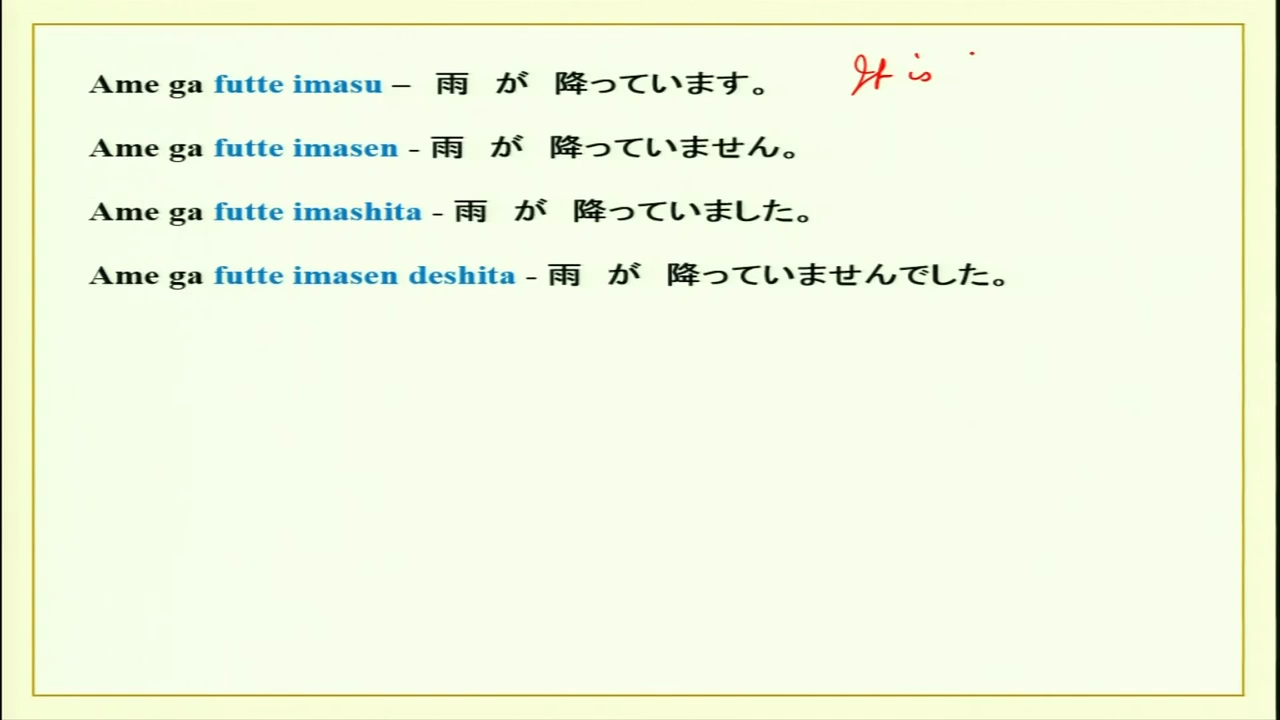 Ame ga futte imasu – 雨 が 降っています。 It is
Ame ga futte imasen - 雨 が 降っていません。
Ame ga futte imashita - 雨 が 降っていました。
Ame ga futte imasen deshita - 雨 が 降っていませんでした。